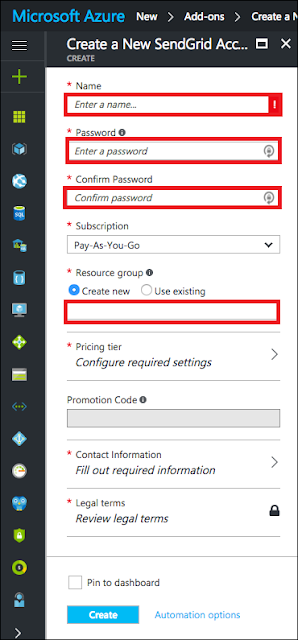 Microsoft Azure New > Add-ons > Create a N
Create a New SendGrid Acc...
CREATE
* Name
Enter a name...
!
* Password
Enter a password
* Confirm Password
Confirm password
* Subscription
Pay-As-You-Go
* Resource group
Create new Use existing
* Pricing tier
Configure required settings
Promotion Code
* Contact Information
Fill out required information
* Legal terms
Review legal terms
Pin to dashboard
Create Automation options